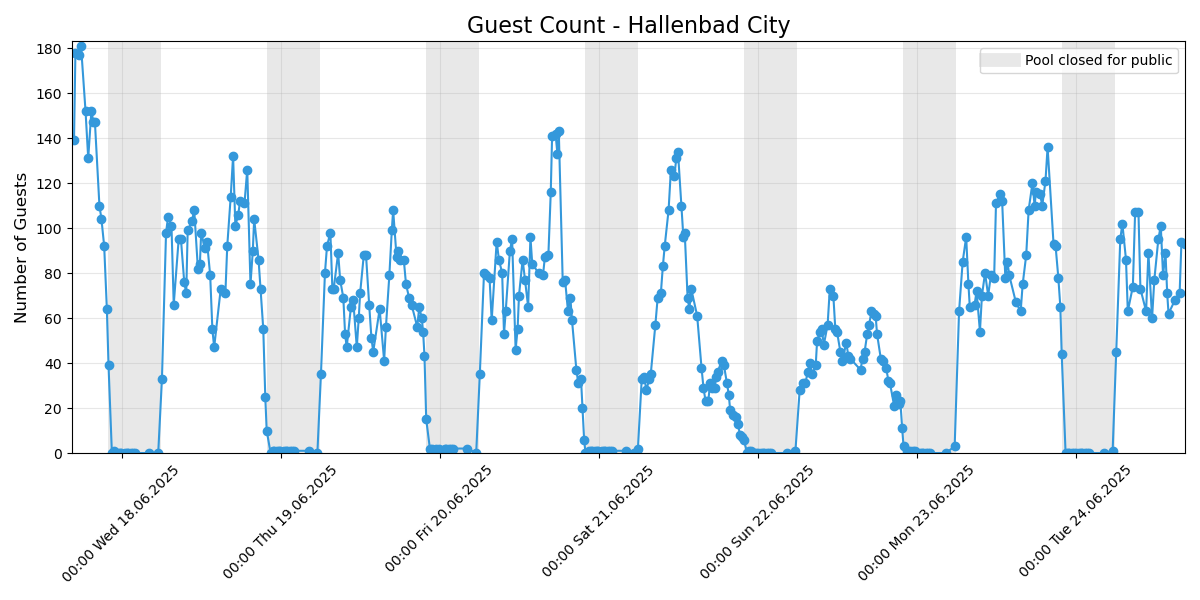 Guest Count - Hallenbad City
Pool closed for public
Number of Guests
180
160
140
120
100
80
60
40
20
0
00:00 Wed 18.06.2025
00:00 Thu 19.06.2025
00:00 Fri 20.06.2025
00:00 Sat 21.06.2025
00:00 Sun 22.06.2025
00:00 Mon 23.06.2025
00:00 Tue 24.06.2025